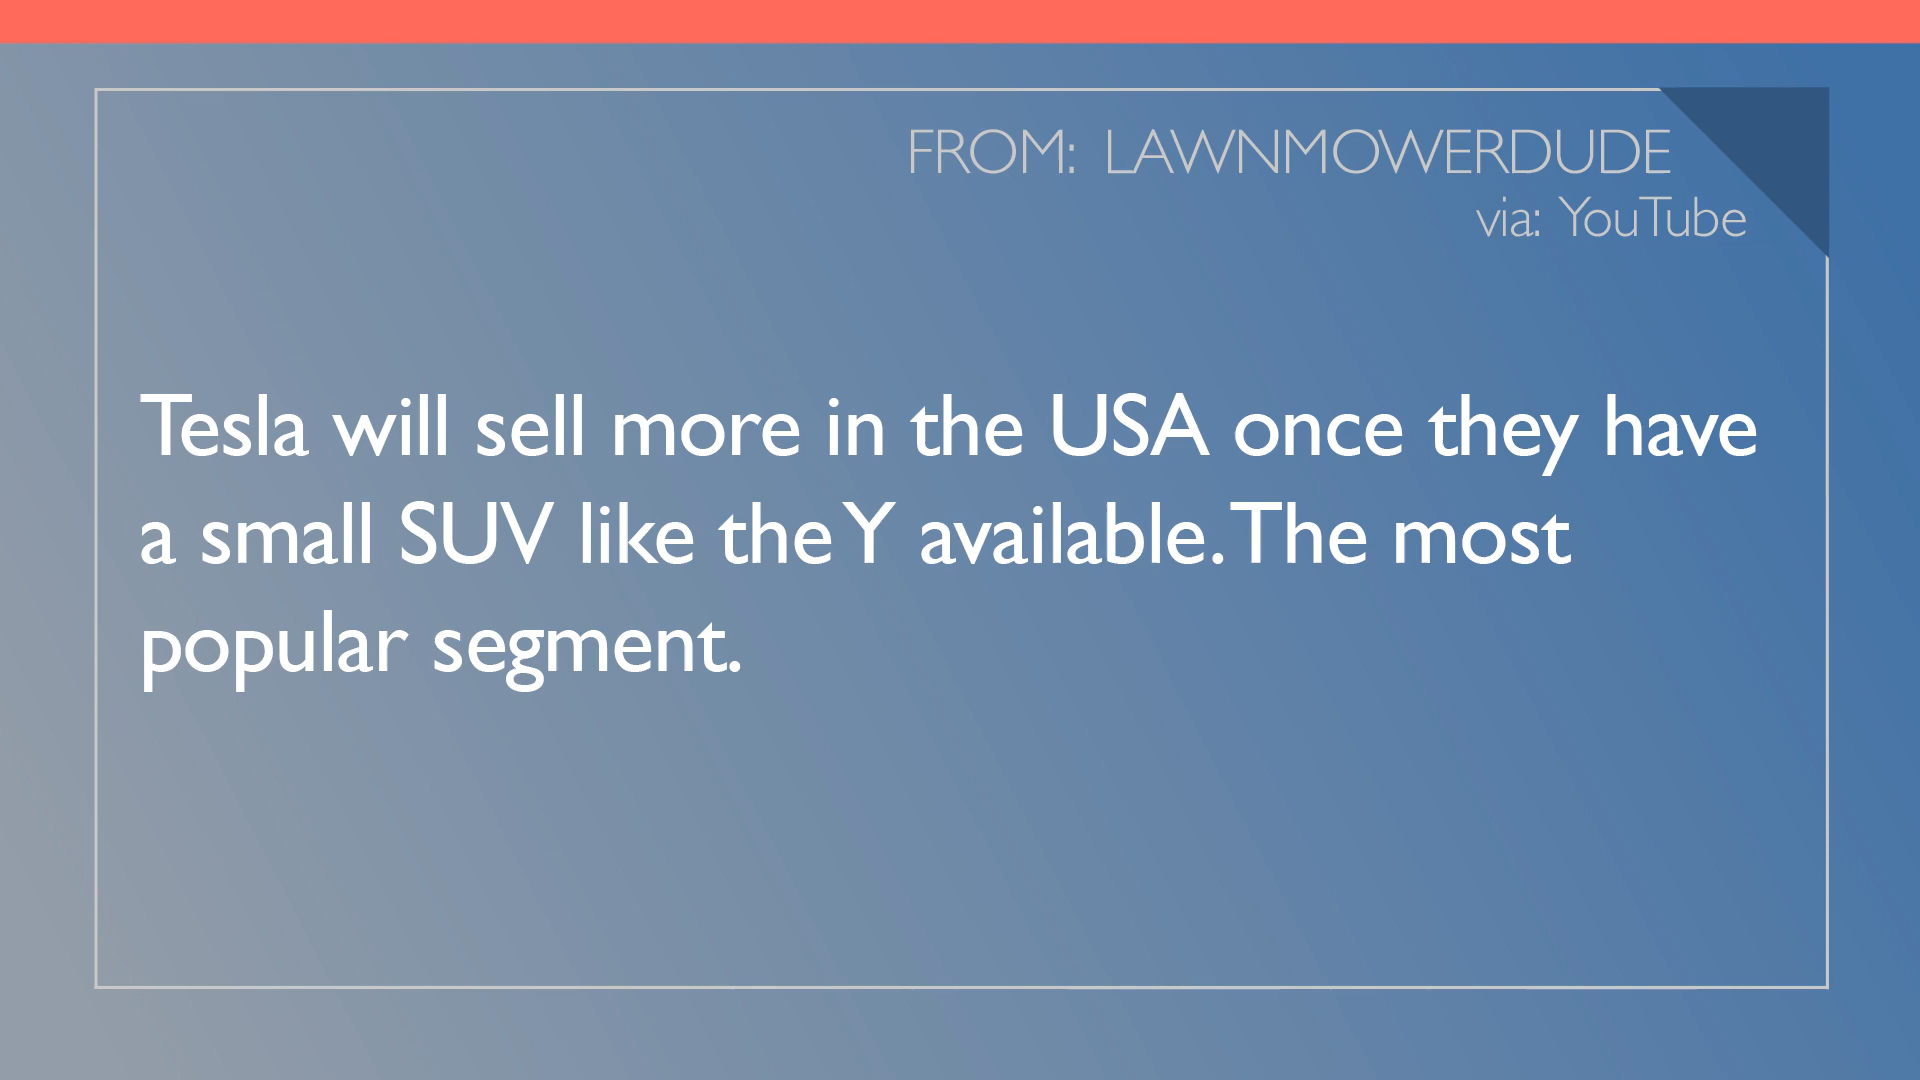 FROM: LAWNMOWERDUDE
via: YouTube
Tesla will sell more in the USA once they have
a small SUV like the Y available. The most
popular segment.